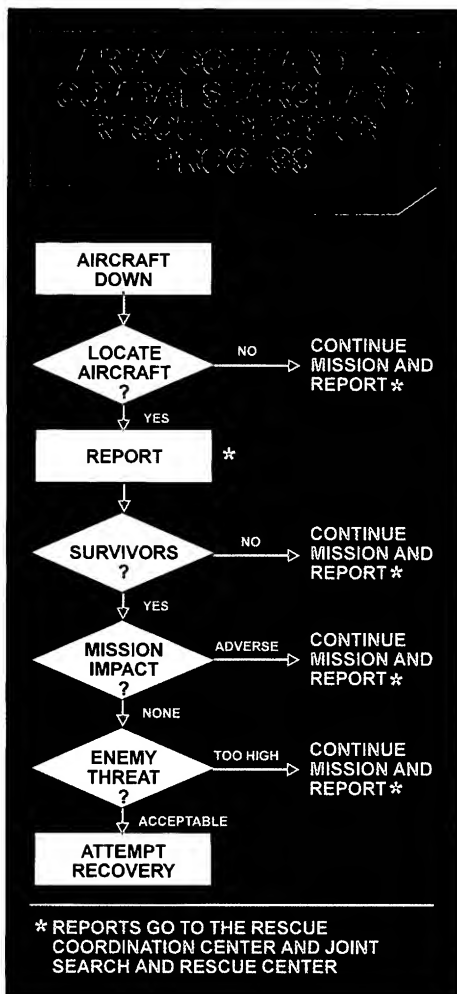 AIRCRAFT
DOWN
LOCATE
AIRCRAFT
?
NO
CONTINUE
MISSION AND
REPORT *
YES
REPORT
*
SURVIVORS
?
NO
CONTINUE
MISSION AND
REPORT *
YES
MISSION
IMPACT
?
ADVERSE
CONTINUE
MISSION AND
REPORT *
NONE
ENEMY
THREAT
?
TOO HIGH
CONTINUE
MISSION AND
REPORT *
ACCEPTABLE
ATTEMPT
RECOVERY
* REPORTS GO TO THE RESCUE
COORDINATION CENTER AND JOINT
SEARCH AND RESCUE CENTER